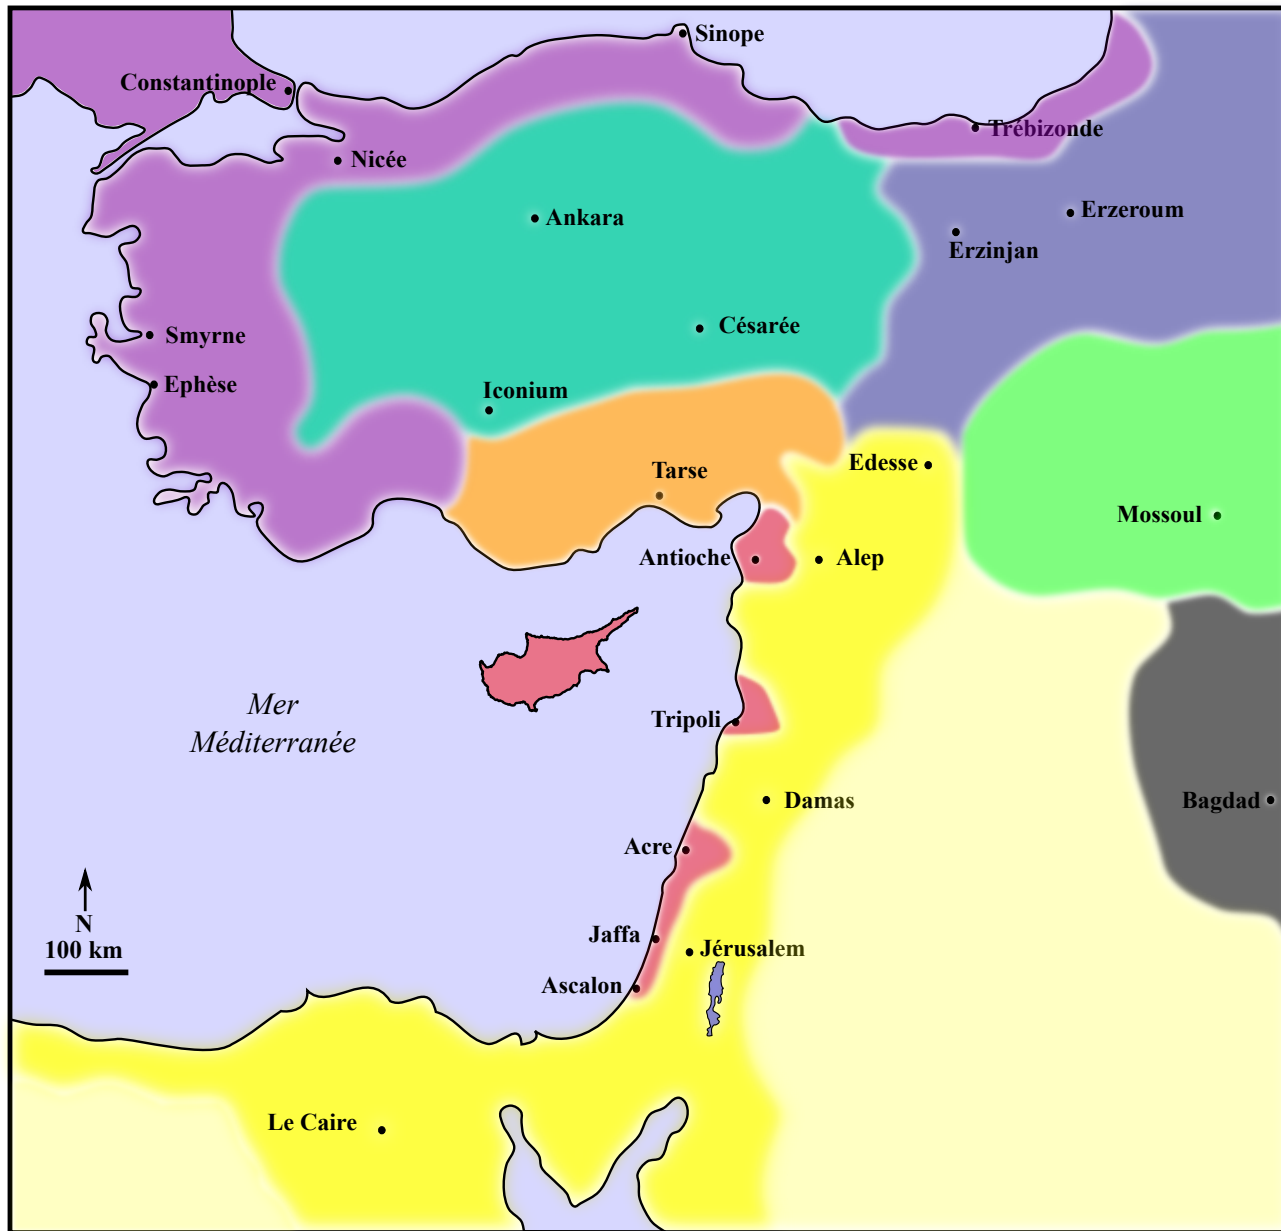 Sinope
Constantinople
Trébizonde
Nicée
Ankara
Erzeroum
Erzinjan
Césarée
Smyrne
Ephèse
Iconium
Tarse
Edesse
Mossoul
Antioche
Alep
Mer
Méditerranée
Tripoli
Damas
Bagdad
Acre
N
100 km
Jaffa
Jérusalem
Ascalon
Le Caire